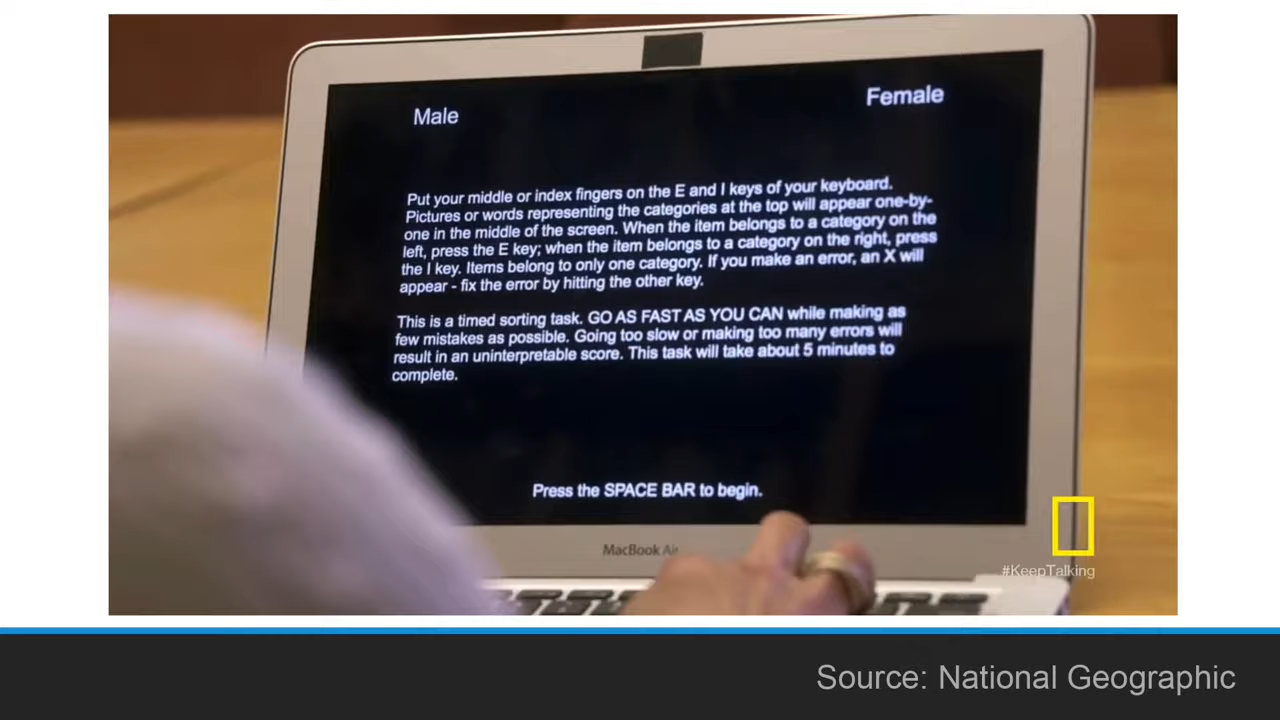 Male
Female
Put your middle or index fingers on the E and I keys of your keyboard.
Pictures or words representing the categories at the top will appear one-by-
one in the middle of the screen. When the item belongs to a category on the
left, press the E key; when the item belongs to a category on the right, press
the I key. Items belong to only one category. If you make an error, an X will
appear - fix the error by hitting the other key.
This is a timed sorting task. GO AS FAST AS YOU CAN while making as
few mistakes as possible. Going too slow or making too many errors will
result in an uninterpretable score. This task will take about 5 minutes to
complete.
Press the SPACE BAR to begin.
MacBook Air
#KeepTalking
Source: National Geographic